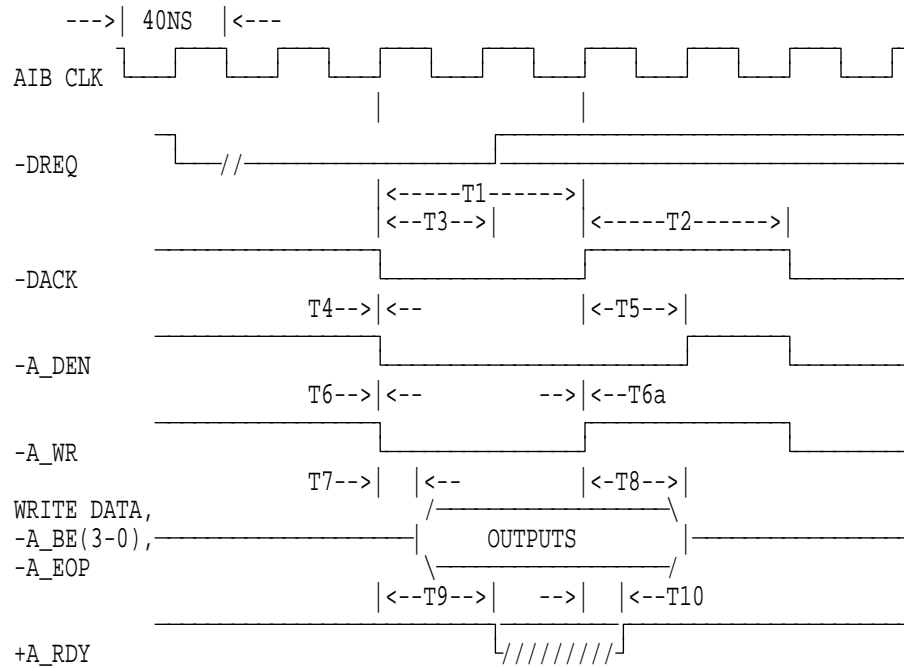 --->| 40NS |<---
AIB CLK
| |
-DREQ //
|<-----T1------>|
|<--T3-->| |-----T2------>|
-DACK
T4-->|<-- |<-T5-->|
-A_DEN
T6-->|<-- -->|<--T6a
-A_WR
T7-->| |<-- |<-T8-->|
WRITE DATA,
-A_BE(3-0), OUTPUTS
-A_EOP
|<--T9-->| -->| |<--T10
+A_RDY /////////